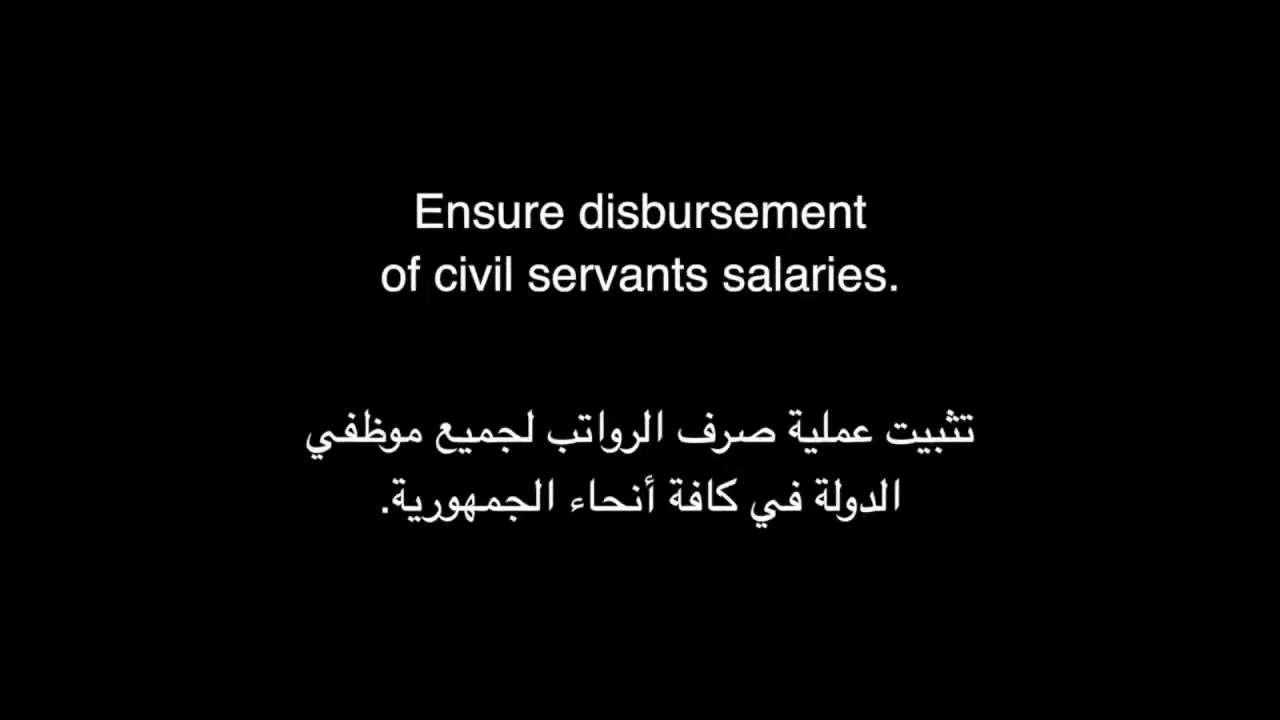 Ensure disbursement
of civil servants salaries.
تثبيت عملية صرف الرواتب لجميع موظفي
الدولة في كافة أنحاء الجمهورية.